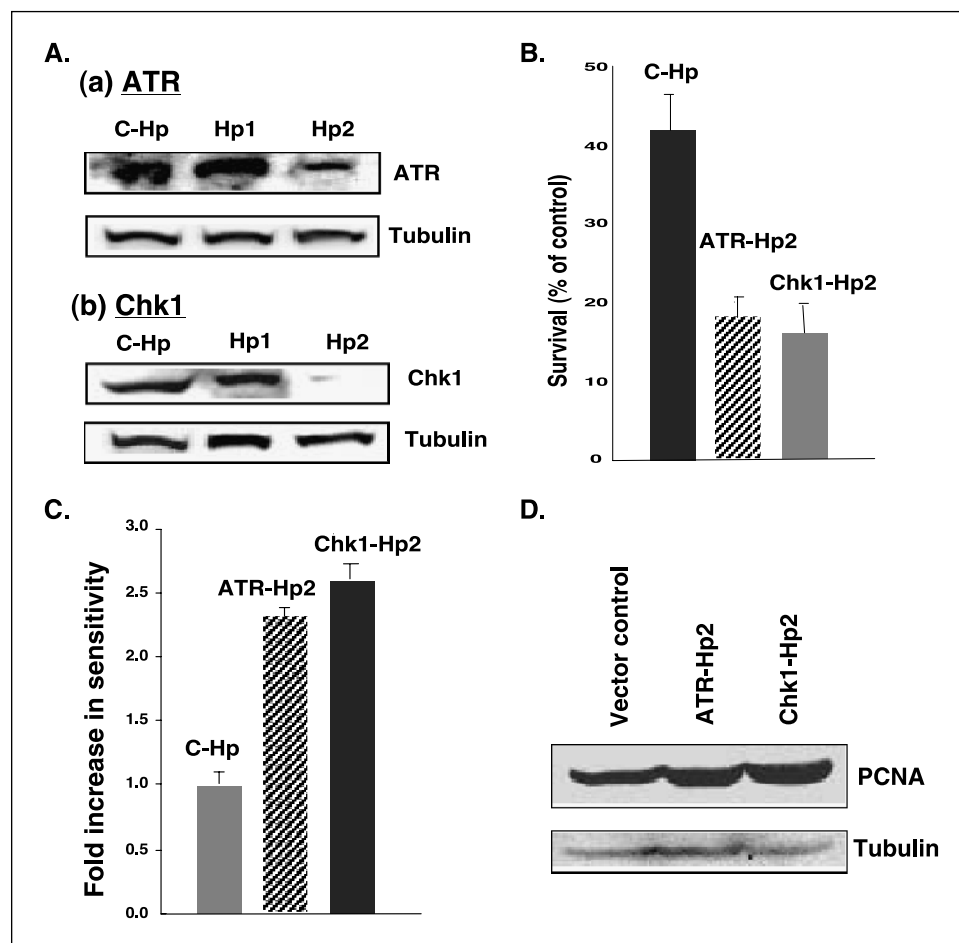 A.
(a) ATR
C-Hp Hp1 Hp2
ATR
Tubulin
(b) Chk1
C-Hp Hp1 Hp2
Chk1
Tubulin
B.
Survival (% of control)
50
40
30
20
10
0
C-Hp
ATR-Hp2
Chk1-Hp2
C.
Fold increase in sensitivity
3.0
2.5
2.0
1.5
1.0
0.5
0.0
C-Hp
ATR-Hp2
Chk1-Hp2
D.
Vector control
ATR-Hp2
Chk1-Hp2
PCNA
Tubulin